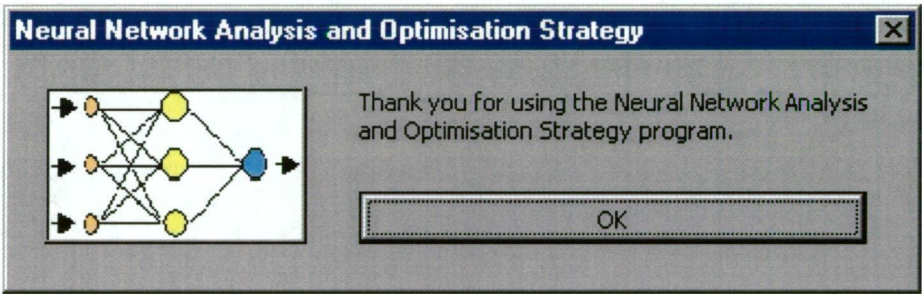 Neural Network Analysis and Optimisation Strategy
Thank you for using the Neural Network Analysis
and Optimisation Strategy program.
OK